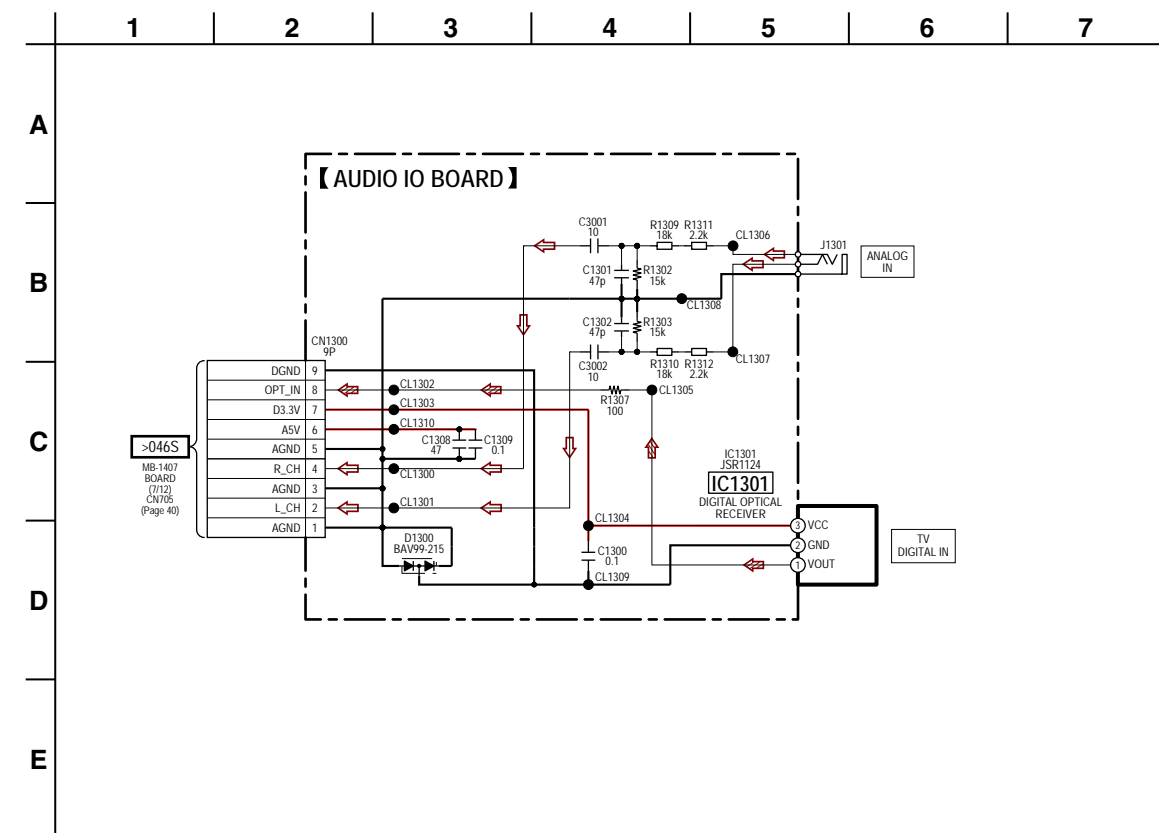 1 2 3 4 5 6 7
A
【 AUDIO IO BOARD 】
B
C3001
10
R1309
18k
R1311
2.2k
CL1306
J1301
ANALOG
IN
C1301
47p
R1302
15k
CL1308
C1302
47p
R1303
15k
CL1307
C3002
10
R1310
18k
R1312
2.2k
CN1300
9P
C
DGND 9
OPT_IN 8
D3.3V 7
A5V 6
AGND 5
R_CH 4
AGND 3
L_CH 2
AGND 1
>046S
MB-1407
BOARD
(7/12)
CN705
(Page 40)
CL1302
CL1303
CL1310
C1308
47
C1309
0.1
CL1300
CL1301
R1307
100
CL1305
IC1301
JSR1124
IC1301
DIGITAL OPTICAL
RECEIVER
CL1304
3 VCC
2 GND
1 VOUT
TV
DIGITAL IN
D
D1300
BAV99-215
C1300
0.1
CL1309
E